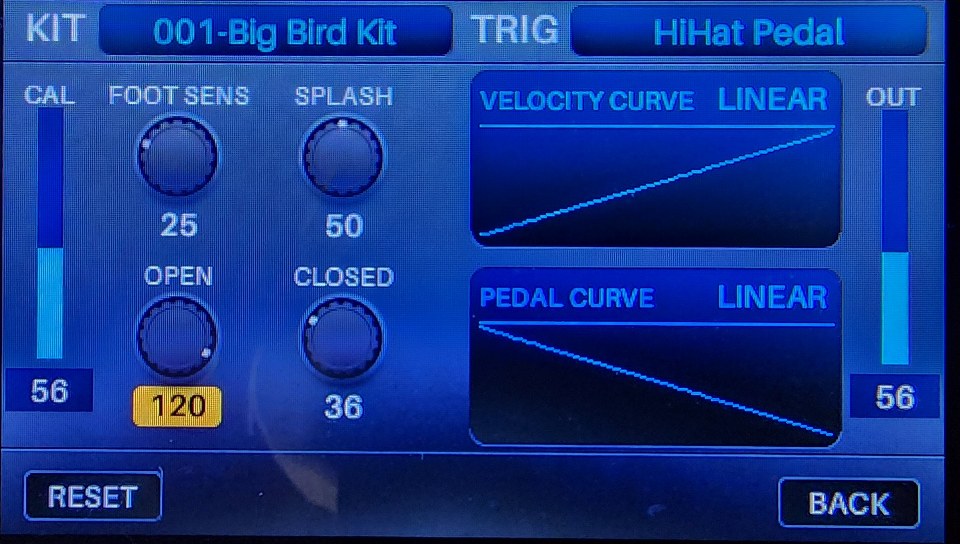 KIT 001-Big Bird Kit TRIG HiHat Pedal
CAL FOOT SENS SPLASH VELOCITY CURVE LINEAR OUT
25 50
OPEN CLOSED PEDAL CURVE LINEAR
56 120 36 56
RESET BACK